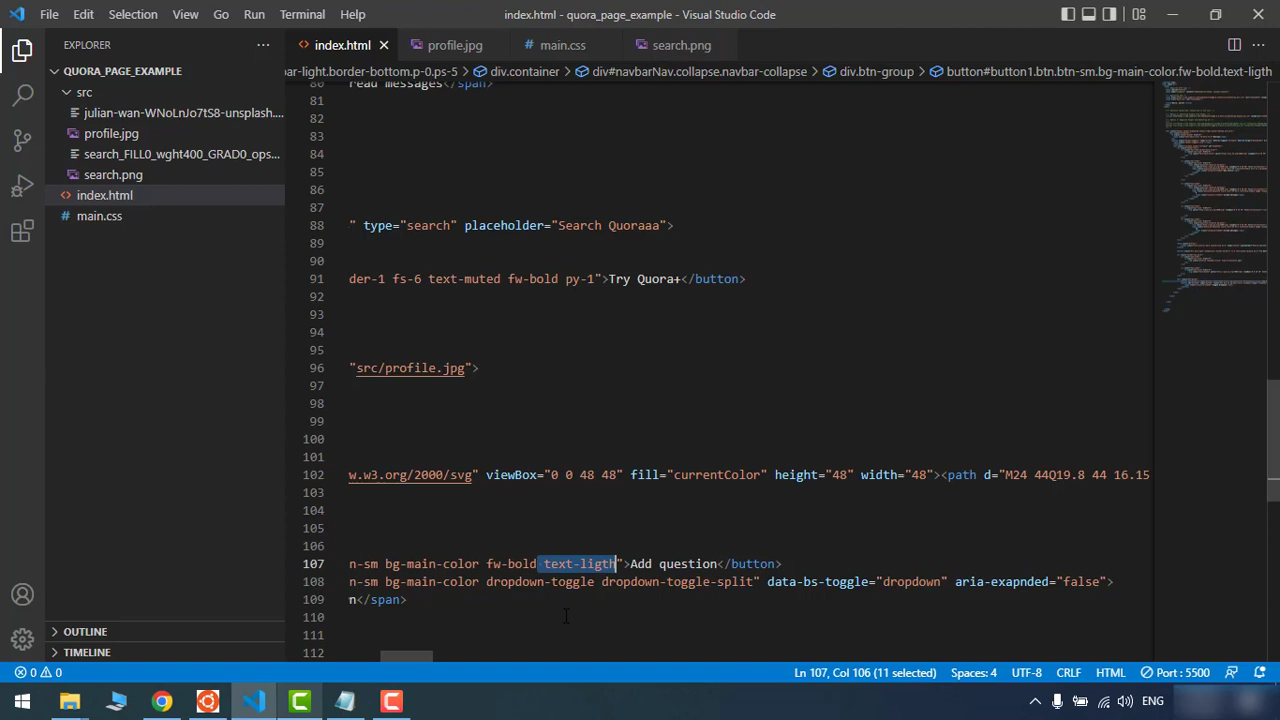 File Edit Selection View Go Run Terminal Help index.html - quora_page_example - Visual Studio Code
EXPLORER
index.html
profile.jpg
main.css
search.png
QUORA_PAGE_EXAMPLE
src
julian-wan-WNoLnJo7tS8-unsplash....
profile.jpg
search_FILL0_wght400_GRAD0_ops...
search.png
index.html
main.css
OUTLINE
TIMELINE
bar-light.border-bottom.p-0.ps-5 > div.container > div#navbarNav.collapse.navbar-collapse > div.btn-group > button#button1.btn.btn-sm.bg-main-color.fw-bold.text-ligth
80 read messages</span>
81
82
83
84
85
86
87
88 " type="search" placeholder="Search Quoraaa">
89
90
91 der-1 fs-6 text-muted fw-bold py-1">Try Quora+</button>
92
93
94
95
96 "src/profile.jpg">
97
98
99
100
101
102 w.w3.org/2000/svg" viewBox="0 0 48 48" fill="currentColor" height="48" width="48"><path d="M24 44Q19.8 44 16.15
103
104
105
106
107 n-sm bg-main-color fw-bold text-ligth">Add question</button>
108 n-sm bg-main-color dropdown-toggle dropdown-toggle-split" data-bs-toggle="dropdown" aria-exapnded="false">
109 n</span>
110
111
112
0 0 Ln 107, Col 106 (11 selected) Spaces: 4 UTF-8 CRLF HTML Port : 5500
ENG